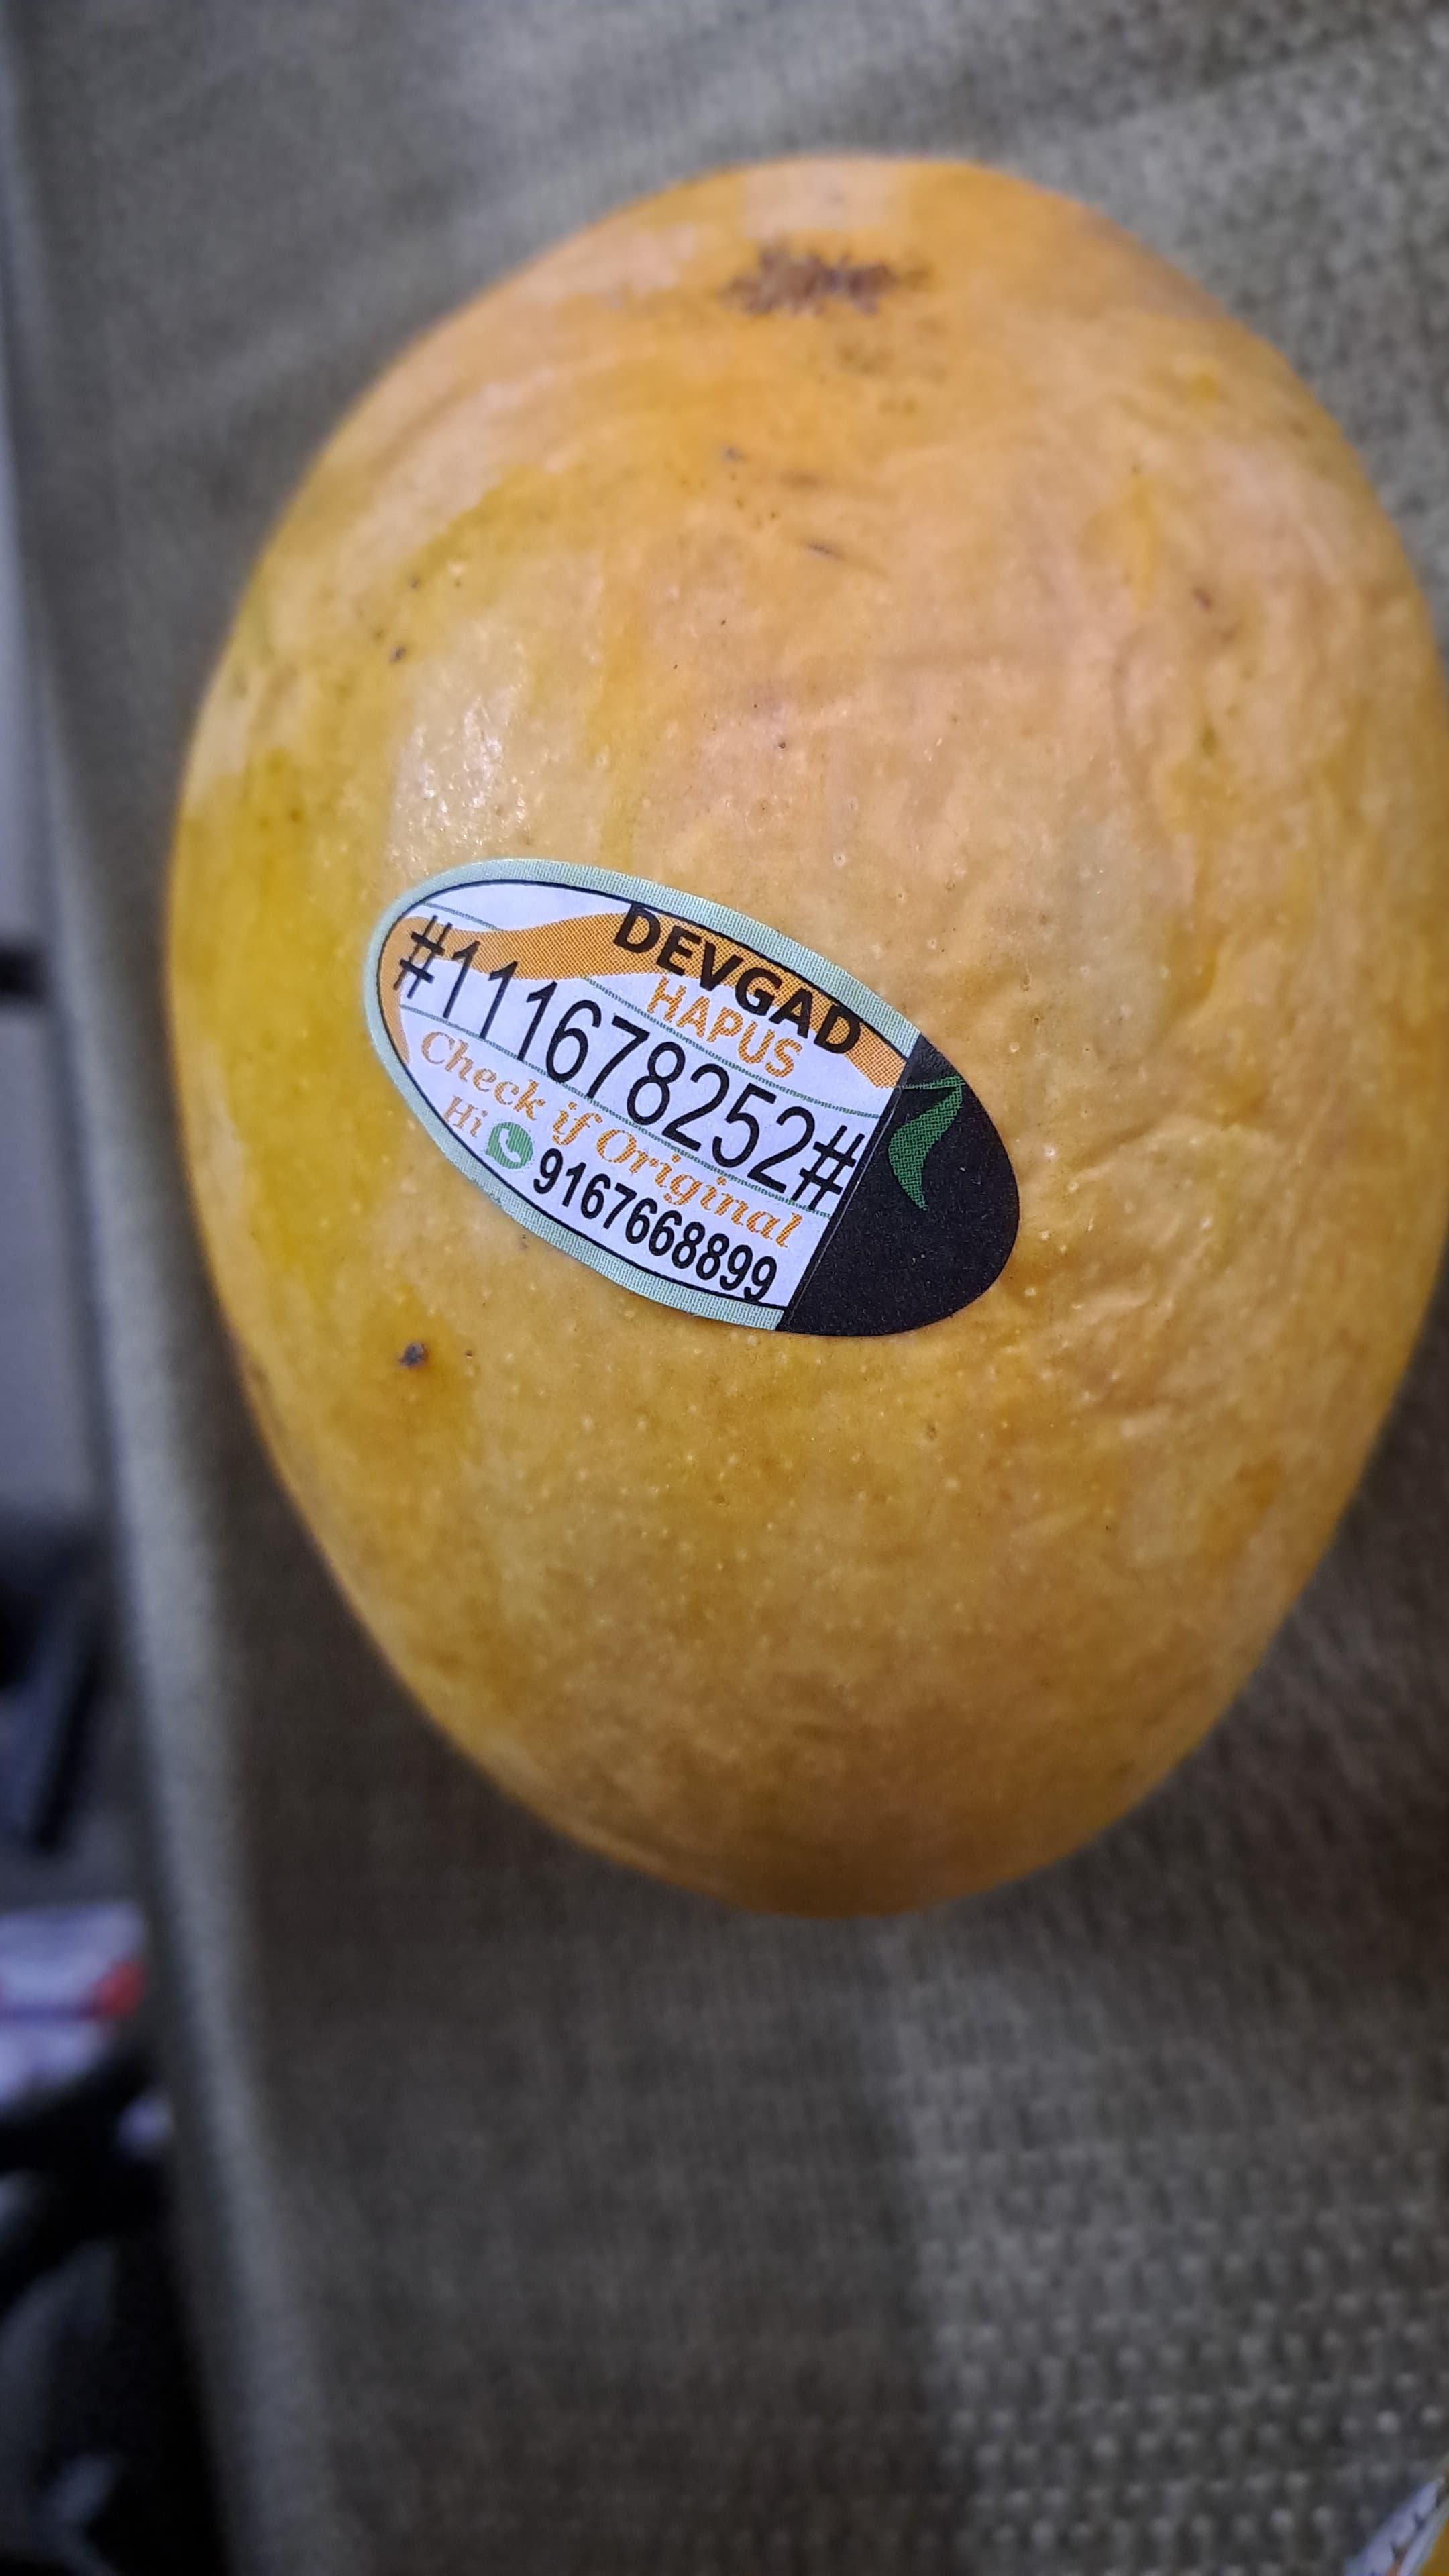 DEVGAD
HAPUS
#111678252#
Check if Original
Hi 9167668899